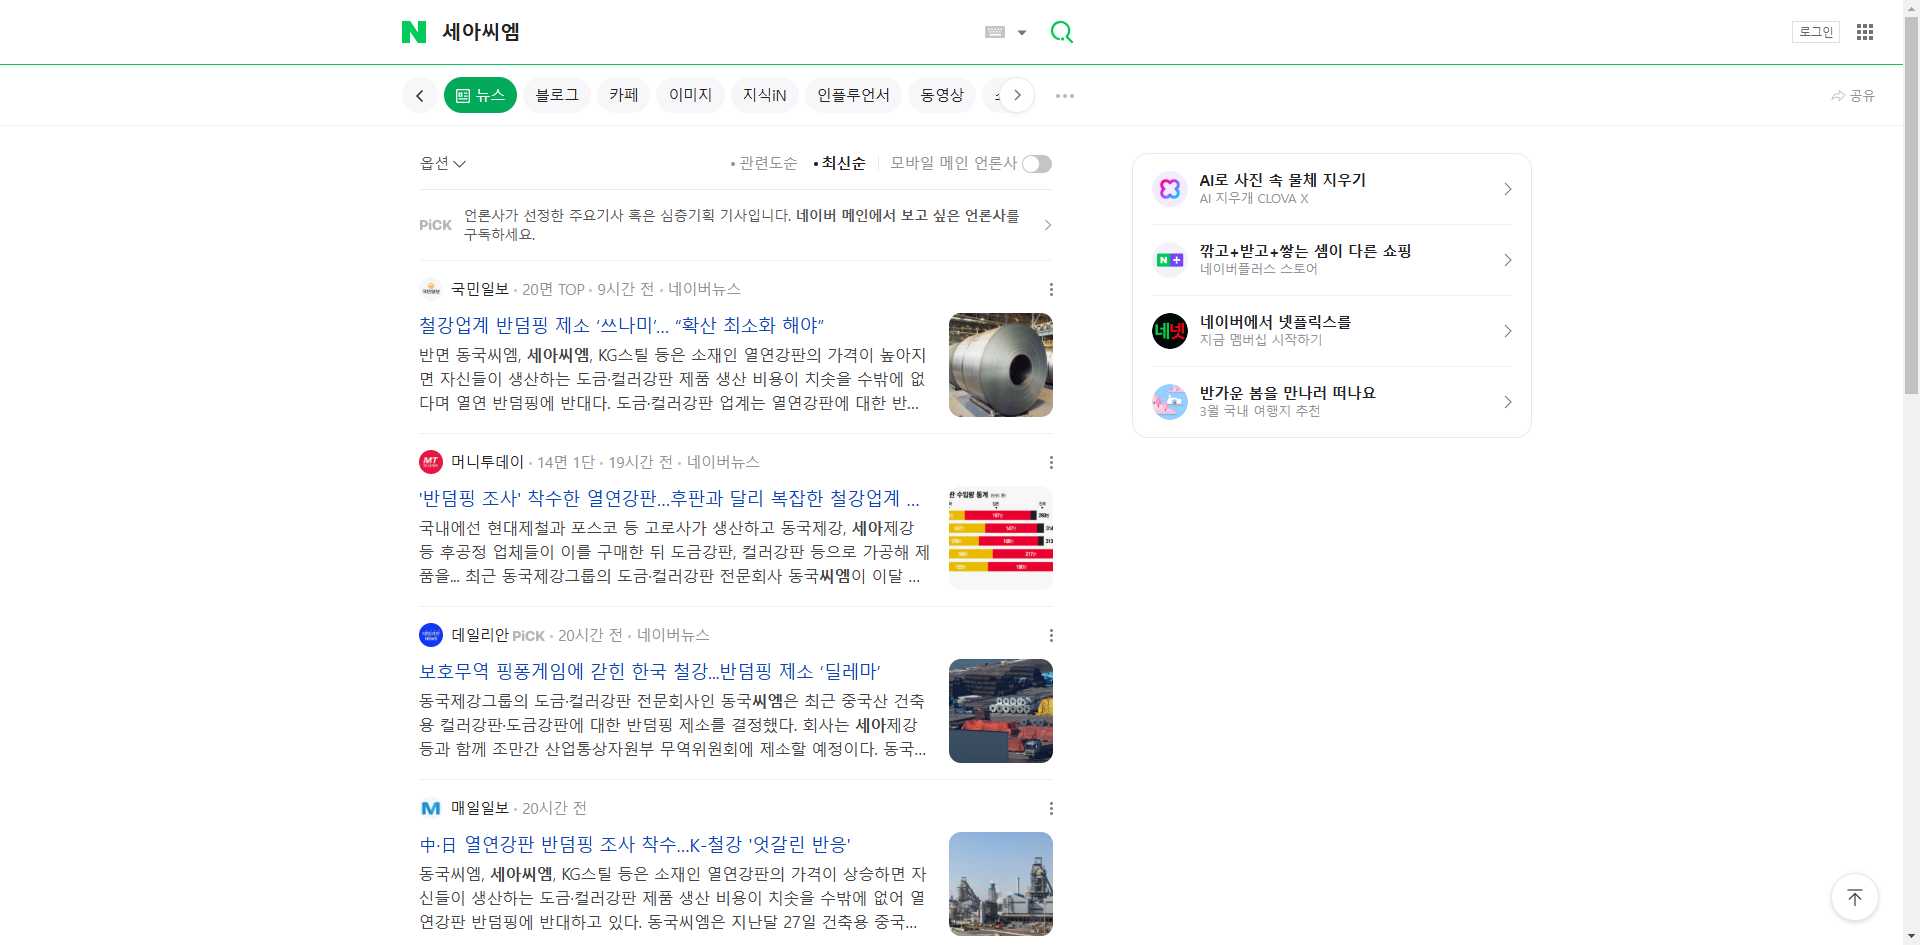 세아씨엠
로그인
뉴스
블로그
카페
이미지
지식iN
인플루언서
동영상
공유
옵션
관련도순
최신순
모바일 메인 언론사
PiCK
언론사가 선정한 주요기사 혹은 심층기획 기사입니다. 네이버 메인에서 보고 싶은 언론사를
구독하세요.
국민일보 · 20면 TOP · 9시간 전 · 네이버뉴스
철강업계 반덤핑 제소 ‘쓰나미’… “확산 최소화 해야”
반면 동국씨엠, 세아씨엠, KG스틸 등은 소재인 열연강판의 가격이 높아지
면 자신들이 생산하는 도금·컬러강판 제품 생산 비용이 치솟을 수밖에 없
다며 열연 반덤핑에 반대다. 도금·컬러강판 업계는 열연강판에 대한 반...
MT
머니투데이 · 14면 1단 · 19시간 전 · 네이버뉴스
'반덤핑 조사' 착수한 열연강판…후판과 달리 복잡한 철강업계 ...
국내에선 현대제철과 포스코 등 고로사가 생산하고 동국제강, 세아제강
등 후공정 업체들이 이를 구매한 뒤 도금강판, 컬러강판 등으로 가공해 제
품을... 최근 동국제강그룹의 도금·컬러강판 전문회사 동국씨엠이 이달 ...
판 수입량 동계
데일리안 PiCK · 20시간 전 · 네이버뉴스
보호무역 핑퐁게임에 갇힌 한국 철강...반덤핑 제소 ‘딜레마’
동국제강그룹의 도금·컬러강판 전문회사인 동국씨엠은 최근 중국산 건축
용 컬러강판·도금강판에 대한 반덤핑 제소를 결정했다. 회사는 세아제강
등과 함께 조만간 산업통상자원부 무역위원회에 제소할 예정이다. 동국...
매일일보 · 20시간 전
中·日 열연강판 반덤핑 조사 착수…K-철강 '엇갈린 반응'
동국씨엠, 세아씨엠, KG스틸 등은 소재인 열연강판의 가격이 상승하면 자
신들이 생산하는 도금·컬러강판 제품 생산 비용이 치솟을 수밖에 없어 열
연강판 반덤핑에 반대하고 있다. 동국씨엠은 지난달 27일 건축용 중국...
AI로 사진 속 물체 지우기
AI 지우개 CLOVA X
N+
깎고+받고+쌓는 셈이 다른 쇼핑
네이버플러스 스토어
네넷
네이버에서 넷플릭스를
지금 멤버십 시작하기
반가운 봄을 만나러 떠나요
3월 국내 여행지 추천